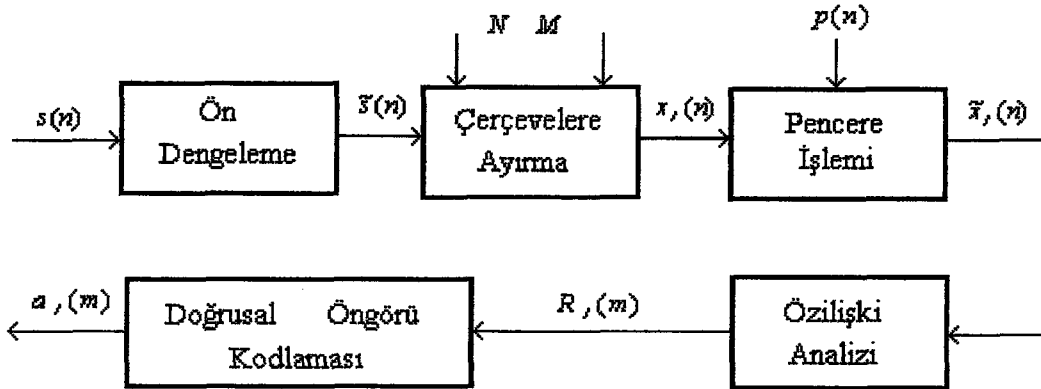 N M
p(n)
s(n)
Ön
Dengeleme
s̃(n)
Çerçevelere
Ayırma
x,(n)
Pencere
İşlemi
x̃,(n)
a,(m)
Doğrusal Öngörü
Kodlaması
R,(m)
Özilişki
Analizi